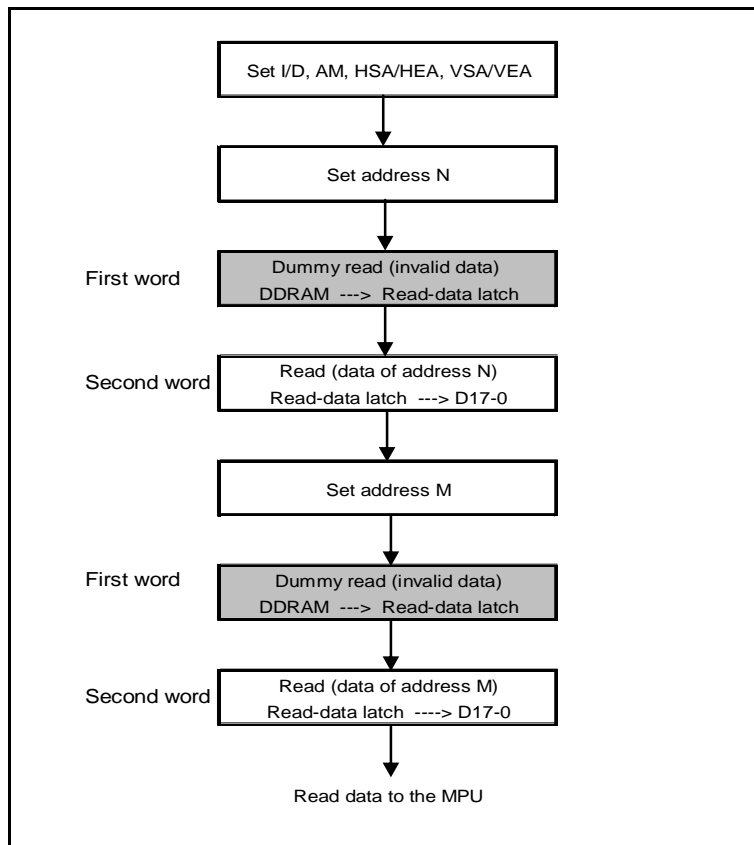 Set I/D, AM, HSA/HEA, VSA/VEA
Set address N
First word
Dummy read (invalid data)
DDRAM ---> Read-data latch
Second word
Read (data of address N)
Read-data latch ---> D17-0
Set address M
First word
Dummy read (invalid data)
DDRAM ---> Read-data latch
Second word
Read (data of address M)
Read-data latch ----> D17-0
Read data to the MPU